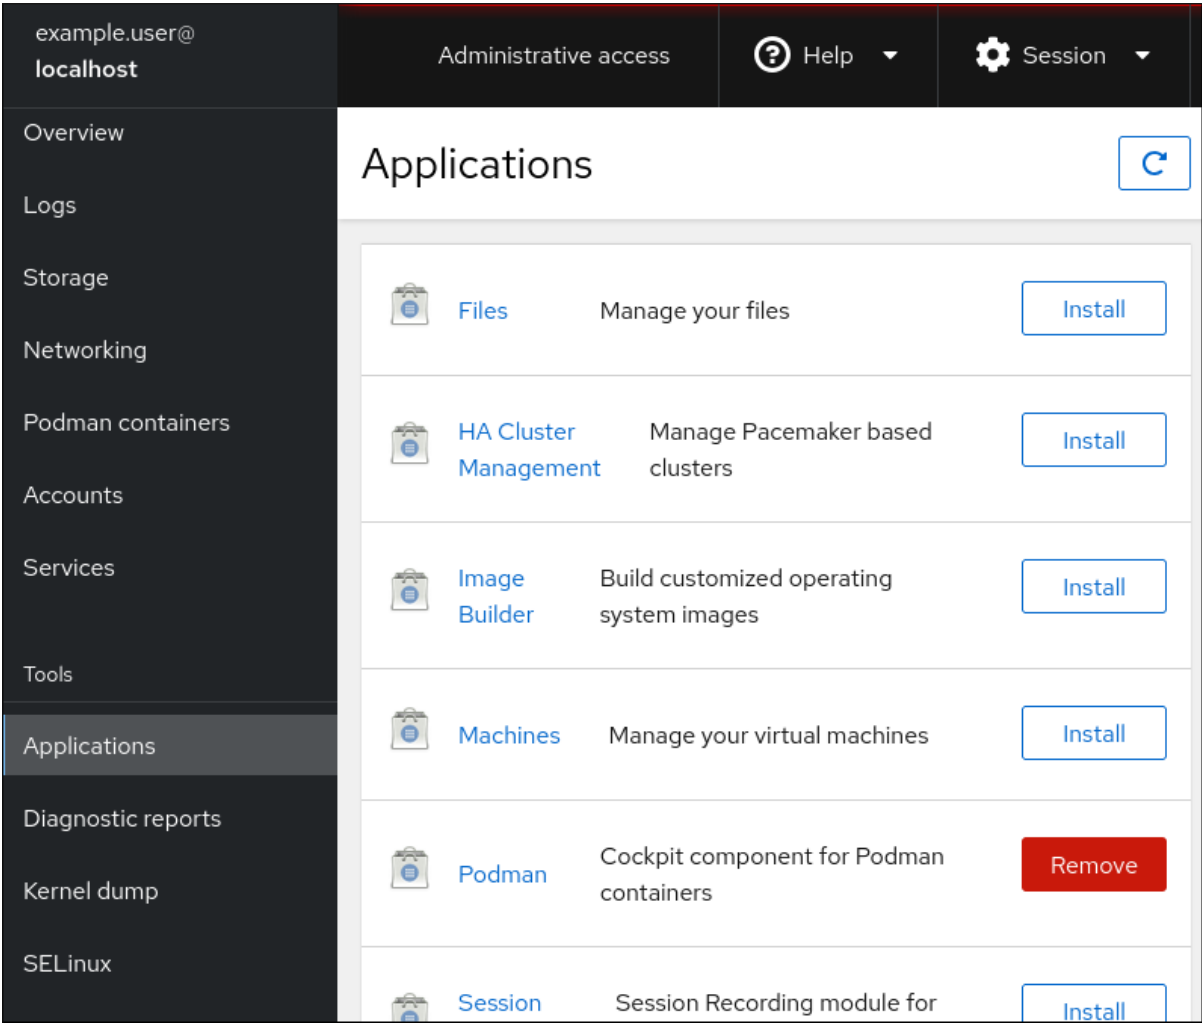 example.user@
localhost
Administrative access
Help
Session
Overview
Logs
Storage
Networking
Podman containers
Accounts
Services
Tools
Applications
Diagnostic reports
Kernel dump
SELinux
Applications
Files
Manage your files
Install
HA Cluster
Management
Manage Pacemaker based
clusters
Install
Image
Builder
Build customized operating
system images
Install
Machines
Manage your virtual machines
Install
Podman
Cockpit component for Podman
containers
Remove
Session
Session Recording module for
Install